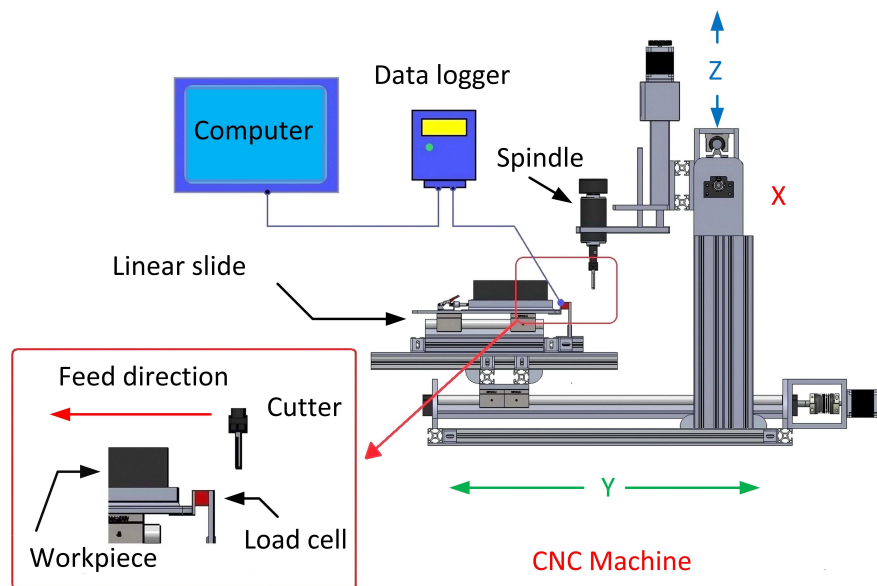 Data logger
Z
Computer
Spindle
X
Linear slide
Feed direction
Cutter
Y
Workpiece
Load cell
CNC Machine